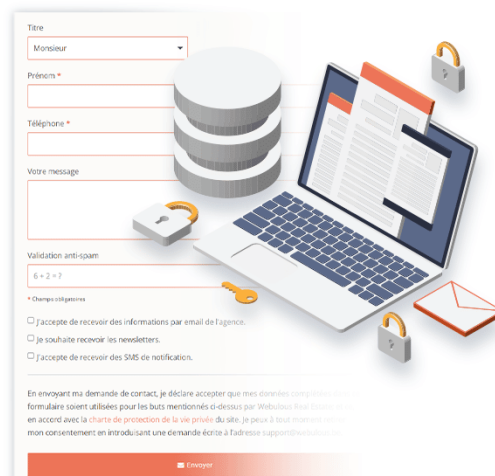 Titre
Monsieur
Prénom *
Téléphone *
Votre message
Validation anti-spam
6 + 2 = ?
* Champs obligatoires
J'accepte de recevoir des informations par email de l'agence.
Je souhaite recevoir les newsletters.
J'accepte de recevoir des SMS de notification.
En envoyant ma demande de contact, je déclare accepter que mes données
formulaire soient utilisées pour les buts mentionnés ci-dessus par Webulous Real
en accord avec la charte de protection de la vie privée du site. Je peux à tout
mon consentement en introduisant une demande écrite à l'adresse
Envoyer